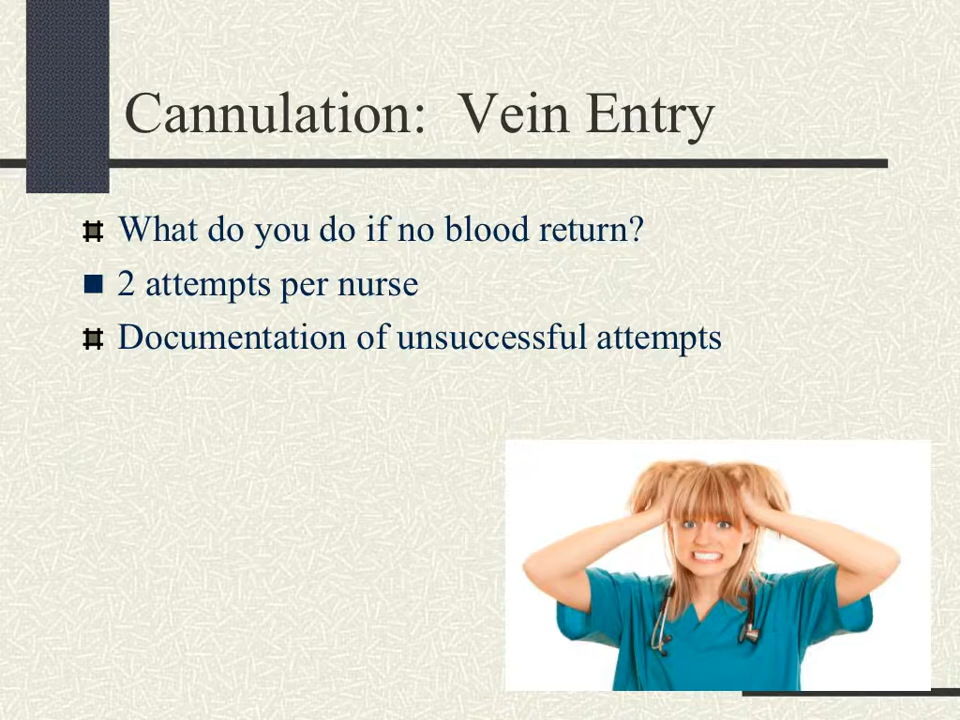 Cannulation: Vein Entry
What do you do if no blood return?
2 attempts per nurse
Documentation of unsuccessful attempts